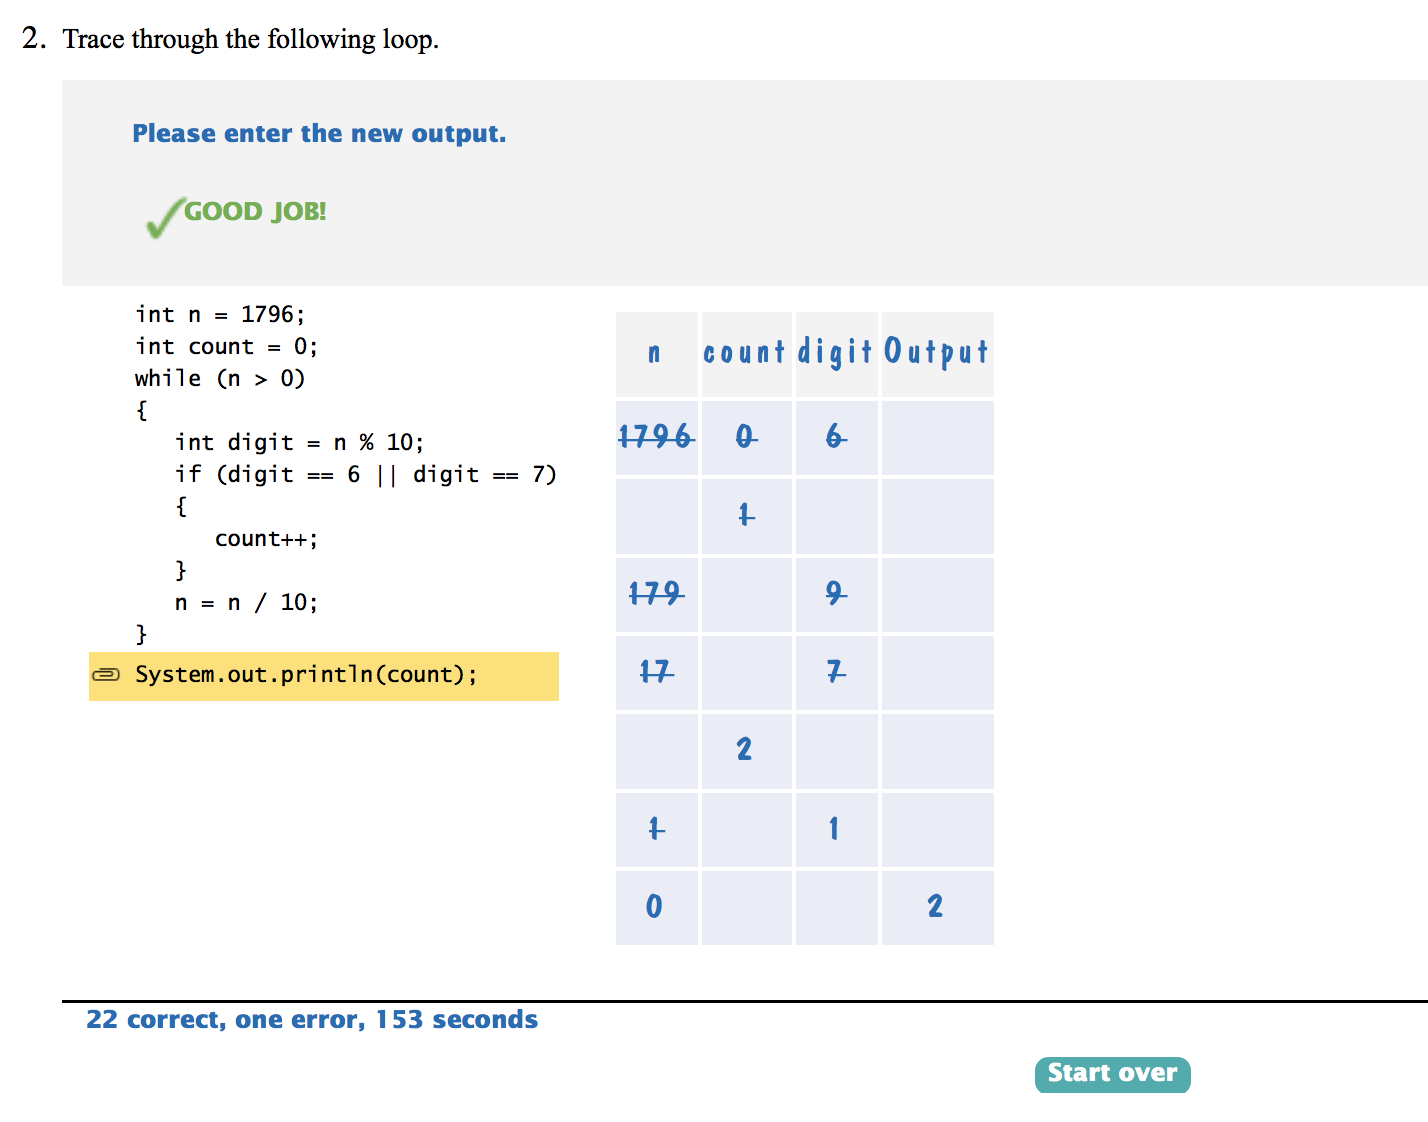 2. Trace through the following loop.
Please enter the new output.
GOOD JOB!
int n = 1796;
int count = 0;
while (n > 0)
{
int digit = n % 10;
if (digit == 6 || digit == 7)
{
count++;
}
n = n / 10;
}
System.out.println(count);
n count digit Output
1796 0 6
1
179 9
17 7
2
1 1
0 2
22 correct, one error, 153 seconds
Start over